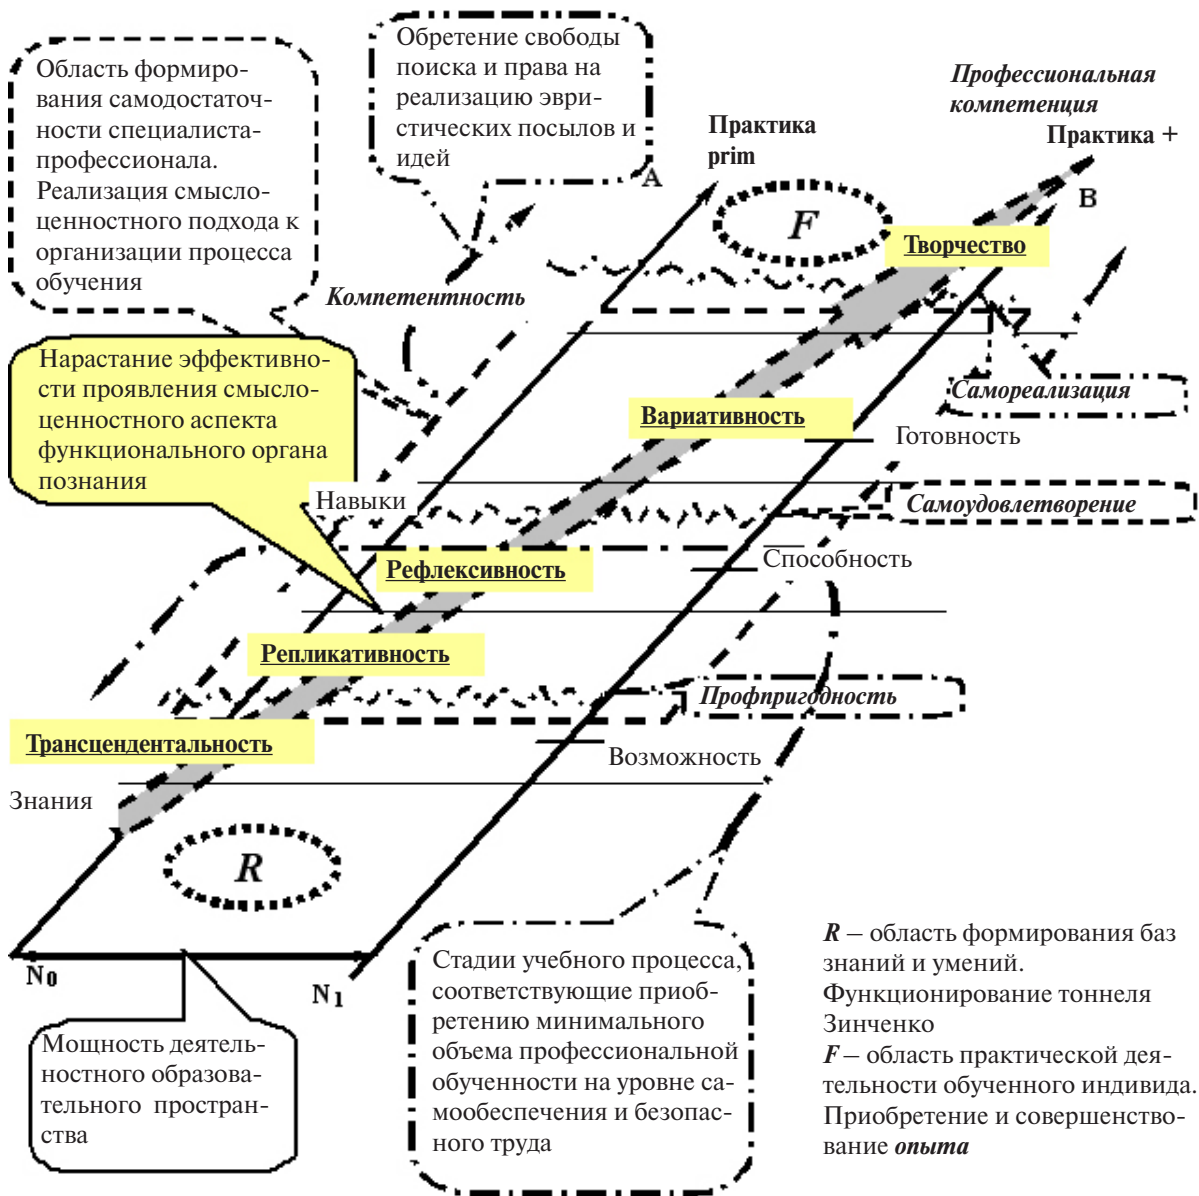 Обретение свободы
поиска и права на
реализацию эври-
стических посылов и
идей
Область формиро-
вания самодостаточ-
ности специалиста-
профессионала.
Реализация смысло-
ценностного подхода к
организации процесса
обучения
Профессиональная
компетенция
Практика +
Практика
prim
A
B
F
Творчество
Компетентность
Нарастание эффективно-
сти проявления смысло-
ценностного аспекта
функционального органа
познания
Самореализация
Вариативность
Готовность
Навыки
Самоудовлетворение
Рефлексивность
Способность
Репликативность
Профпригодность
Трансцендентальность
Возможность
Знания
R
N0
N1
Мощность деятель-
ностного образова-
тельного простран-
ства
Стадии учебного процесса,
соответствующие приоб-
ретению минимального
объема профессиональной
обученности на уровне са-
мообеспечения и безопас-
ного труда
R – область формирования баз
знаний и умений.
Функционирование тоннеля
Зинченко
F – область практической дея-
тельности обученного индивида.
Приобретение и совершенство-
вание опыта